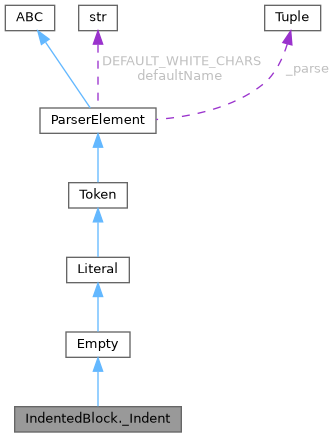 ABC
str
Tuple
DEFAULT_WHITE_CHARS
defaultName
_parse
ParserElement
Token
Literal
Empty
IndentedBlock._Indent